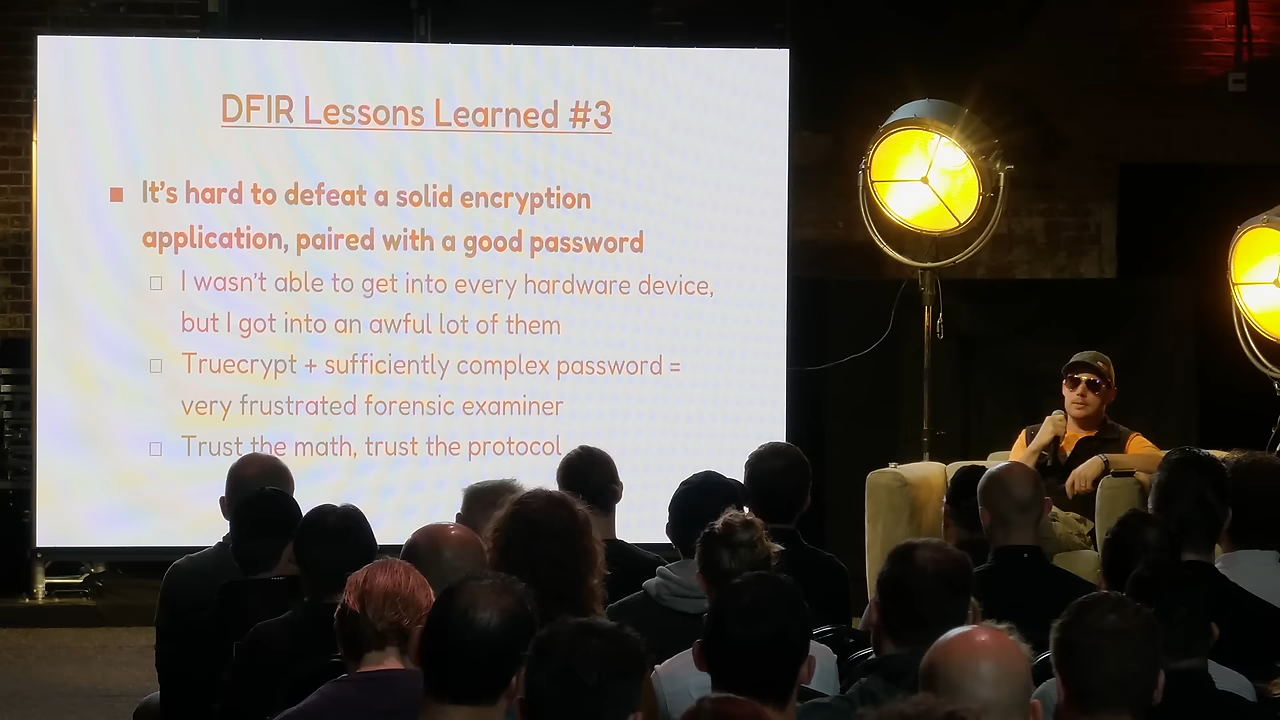 DFIR Lessons Learned #3
It's hard to defeat a solid encryption
application, paired with a good password
I wasn't able to get into every hardware device,
but I got into an awful lot of them
Truecrypt + sufficiently complex password =
very frustrated forensic examiner
Trust the math, trust the protocol